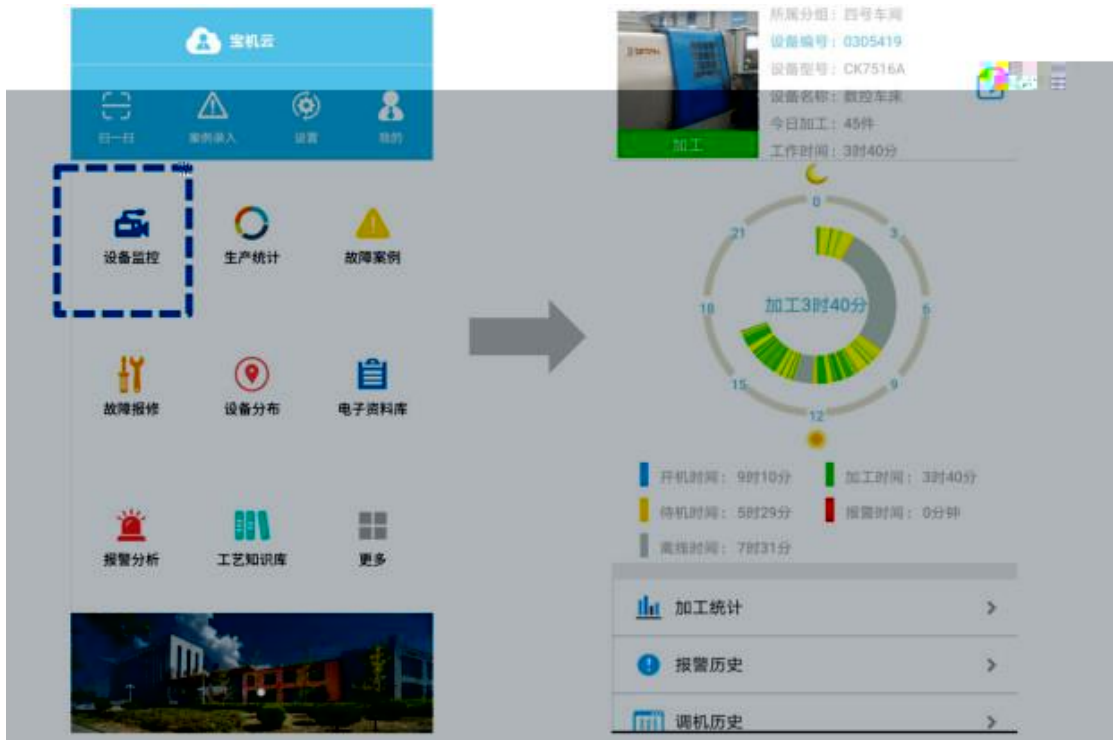 宝机云
扫一扫
案例录入
设置
我的
设备监控
生产统计
故障案例
故障报修
设备分布
电子资料库
报警分析
工艺知识库
更多
所属分组：四号车间
设备编号：0305419
设备型号：CK7516A
设备名称：数控车床
今日加工：45件
工作时间：3时40分
加工
0
3
6
9
12
15
18
21
加工3时40分
开机时间：9时10分
加工时间：3时40分
待机时间：5时29分
报警时间：0分钟
离线时间：7时31分
加工统计
报警历史
调机历史